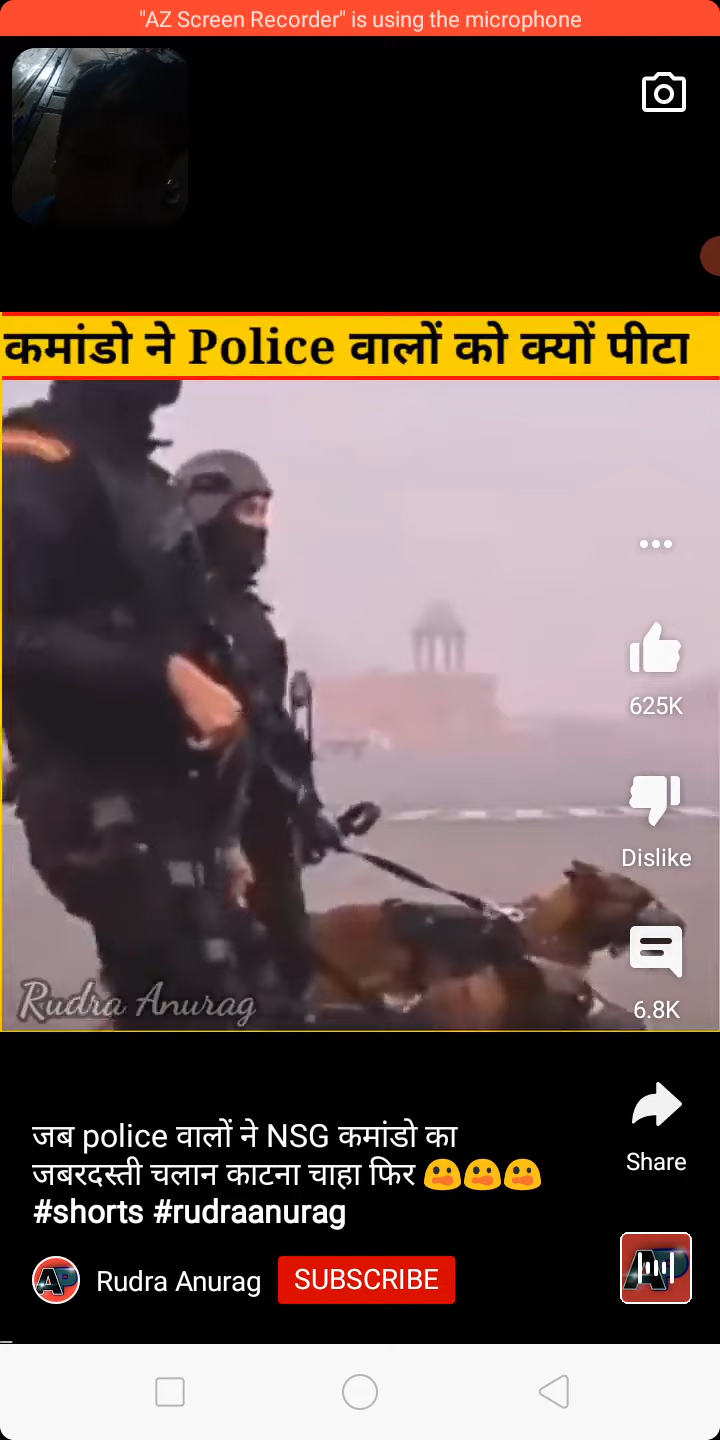 "AZ Screen Recorder" is using the microphone
कमांडो ने Police वालों को क्यों पीटा
625K
Dislike
6.8K
Rudra Anurag
जब police वालों ने NSG कमांडो का
जबरदस्ती चलान काटना चाहा फिर 😲😲😲
#shorts #rudraanurag
Share
Rudra Anurag
SUBSCRIBE